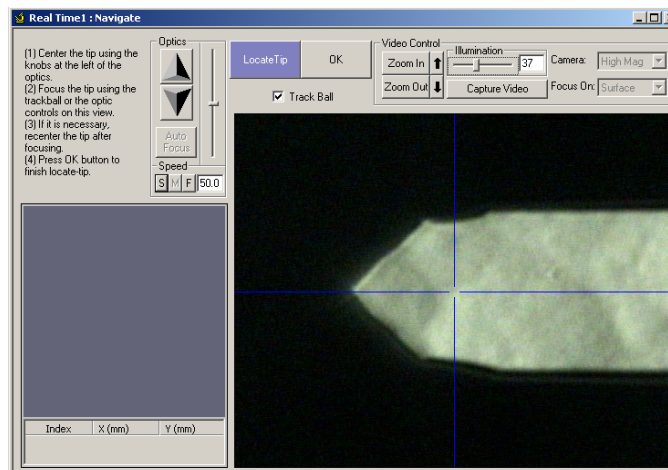 Real Time1 : Navigate
(1) Center the tip using the
knobs at the left of the
optics.
(2) Focus the tip using the
trackball or the optic
controls on this view.
(3) If it is necessary,
recenter the tip after
focusing.
(4) Press OK button to
finish locate-tip.
Optics
Auto
Focus
Speed
S M F 50.0
LocateTip OK
Track Ball
Video Control
Zoom In
Zoom Out
Illumination
37
Capture Video
Camera: High Mag
Focus On: Surface
Index X (mm) Y (mm)